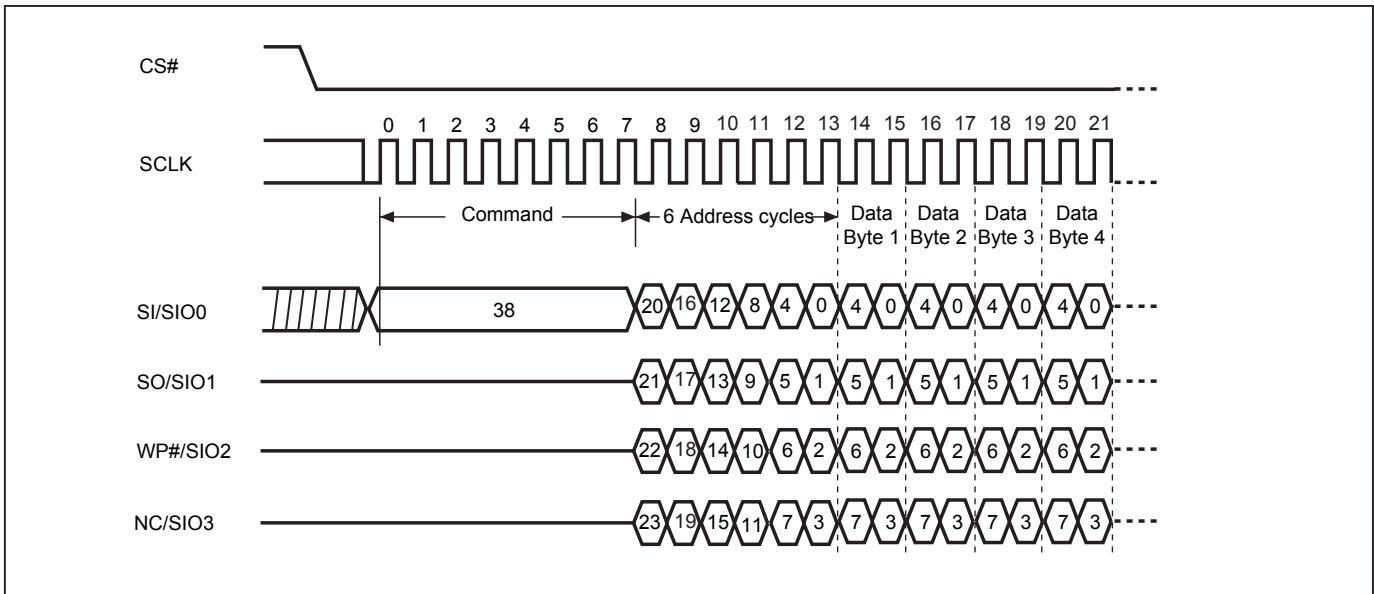 CS#
0 1 2 3 4 5 6 7 8 9 10 11 12 13 14 15 16 17 18 19 20 21
SCLK
Command 6 Address cycles Data Data Data Data
Byte 1 Byte 2 Byte 3 Byte 4
SI/SIO0 38 20 16 12 8 4 0 4 0 4 0 4 0 4 0
SO/SIO1 21 17 13 9 5 1 5 1 5 1 5 1 5 1
WP#/SIO2 22 18 14 10 6 2 6 2 6 2 6 2 6 2
NC/SIO3 23 19 15 11 7 3 7 3 7 3 7 3 7 3